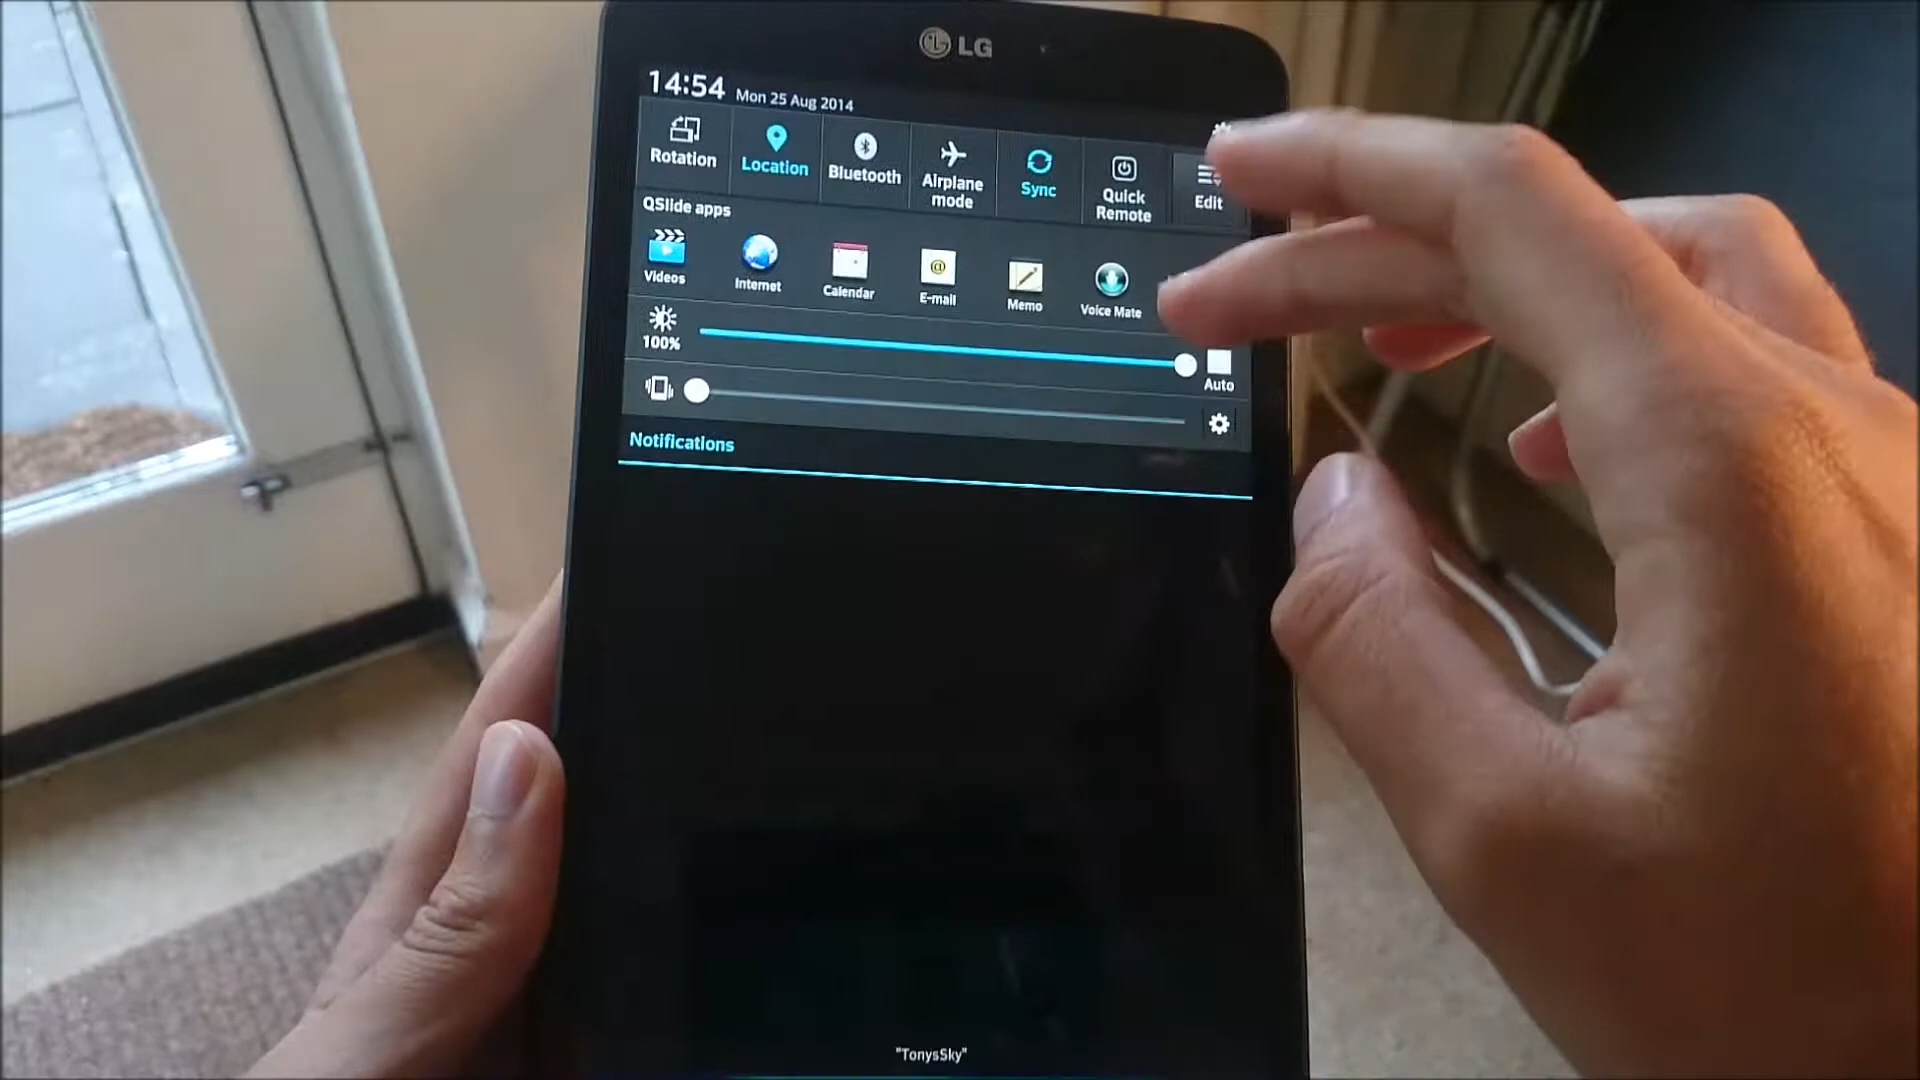 LG
14:54 Mon 25 Aug 2014
Rotation Location Bluetooth Airplane mode Sync Quick Remote Edit
QSlide apps
Videos Internet Calendar E-mail Memo Voice Mate
100% Auto
Notifications
"TonysSky"